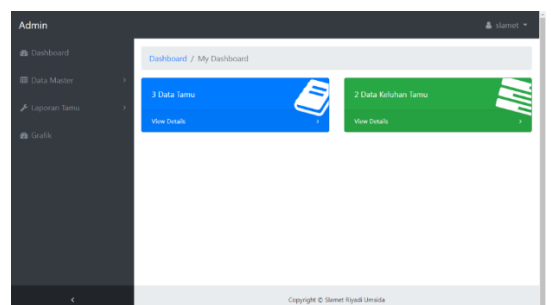 Admin
slamet
Dashboard
Data Master
Laporan Tamu
Grafik
Dashboard / My Dashboard
3 Data Tamu
View Details
2 Data Keluhan Tamu
View Details
Copyright © Slamet Riyadi Umsida